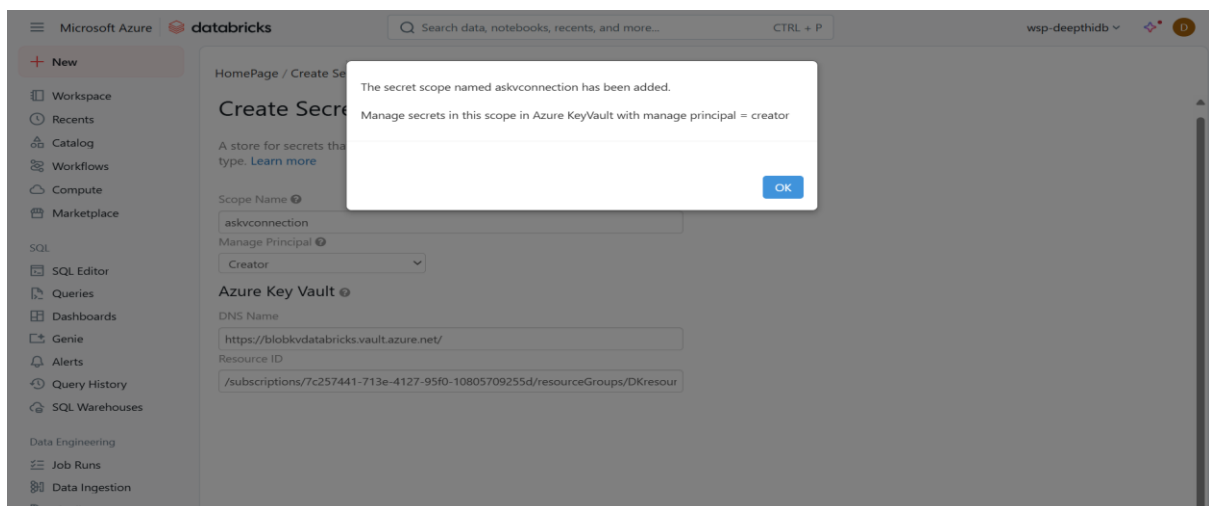 Microsoft Azure databricks Search data, notebooks, recents, and more... CTRL + P wsp-deepthidb D
New
Workspace
Recents
Catalog
Workflows
Compute
Marketplace
SQL
SQL Editor
Queries
Dashboards
Genie
Alerts
Query History
SQL Warehouses
Data Engineering
Job Runs
Data Ingestion
HomePage / Create Se
Create Secre
A store for secrets tha
type. Learn more
The secret scope named askvconnection has been added.
Manage secrets in this scope in Azure KeyVault with manage principal = creator
OK
Scope Name
askvconnection
Manage Principal
Creator
Azure Key Vault
DNS Name
https://blobkvdatabricks.vault.azure.net/
Resource ID
/subscriptions/7c257441-713e-4127-95f0-10805709255d/resourceGroups/DKresour